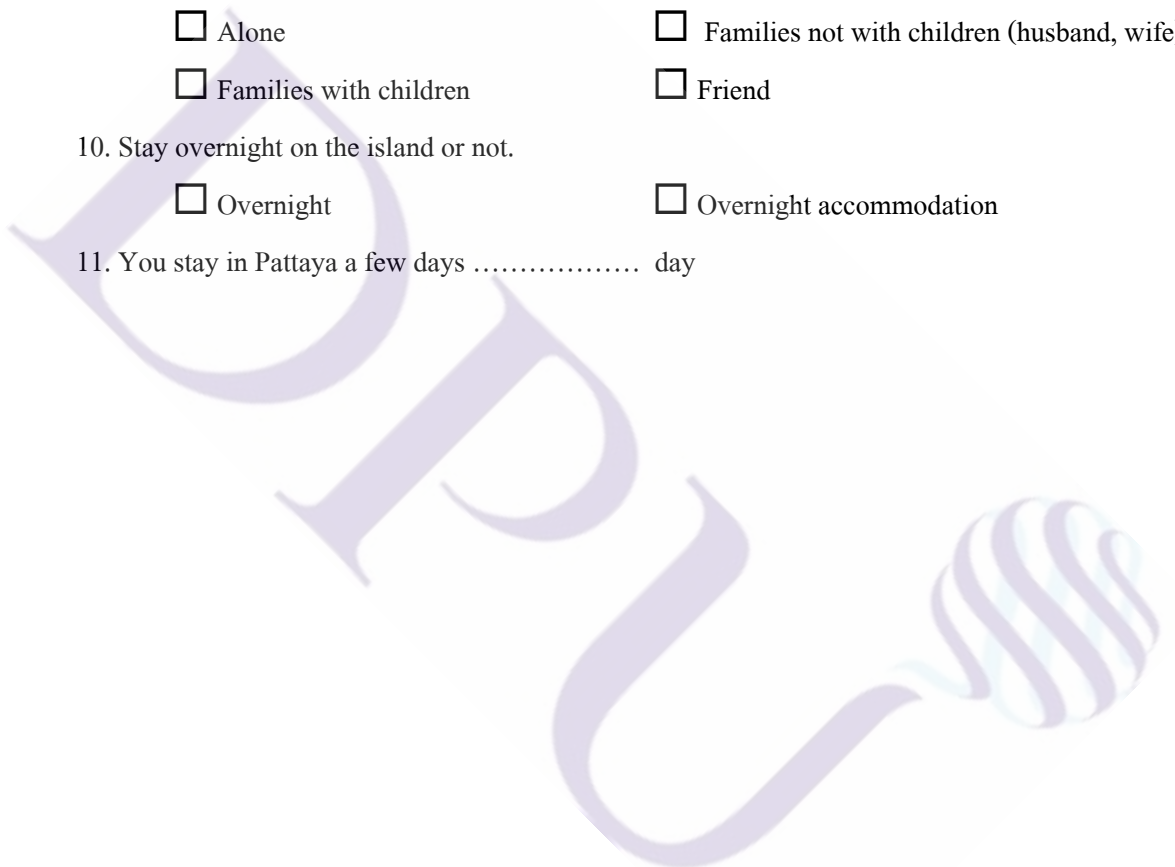 ☐ Alone ☐ Families not with children (husband, wife
☐ Families with children ☐ Friend
10. Stay overnight on the island or not.
☐ Overnight ☐ Overnight accommodation
11. You stay in Pattaya a few days ……………… day
DPU